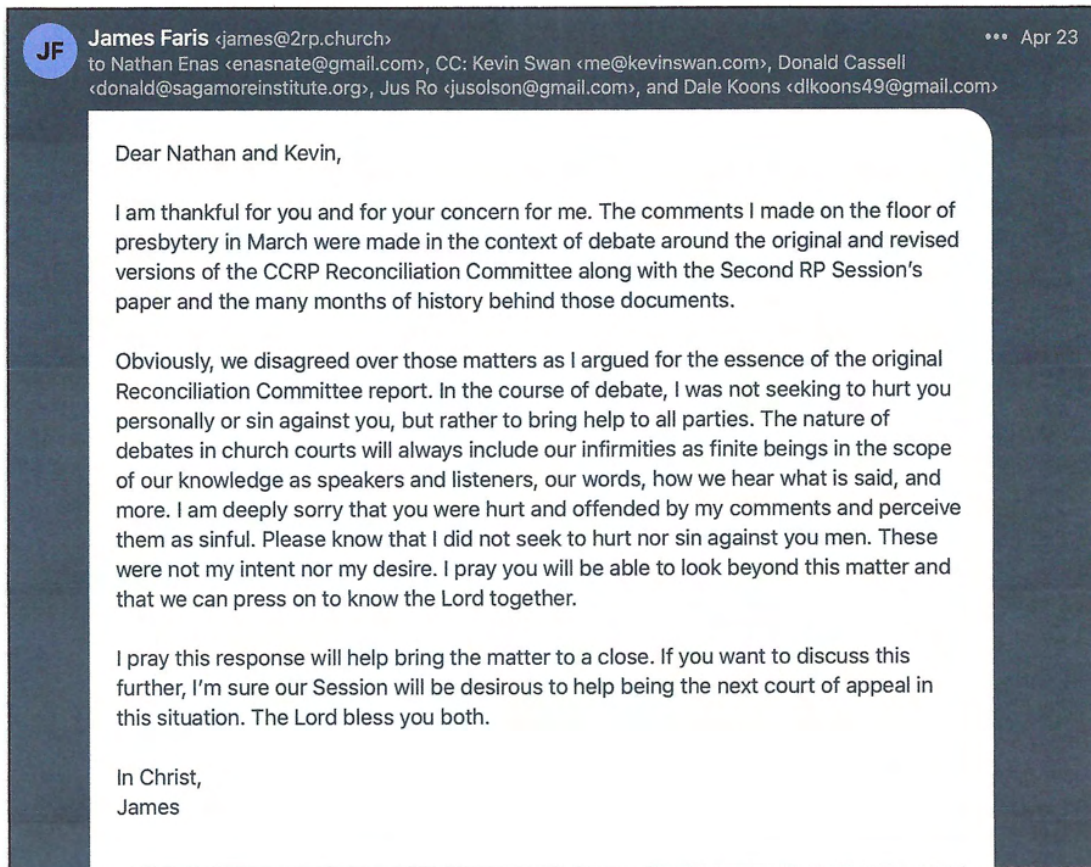 JF
James Faris <james@2rp.church>
••• Apr 23
to Nathan Enas <enasnate@gmail.com>, CC: Kevin Swan <me@kevinswan.com>, Donald Cassell
<donald@sagamoreinstitute.org>, Jus Ro <jusolson@gmail.com>, and Dale Koons <dlkoons49@gmail.com>
Dear Nathan and Kevin,
I am thankful for you and for your concern for me. The comments I made on the floor of
presbytery in March were made in the context of debate around the original and revised
versions of the CCRP Reconciliation Committee along with the Second RP Session's
paper and the many months of history behind those documents.
Obviously, we disagreed over those matters as I argued for the essence of the original
Reconciliation Committee report. In the course of debate, I was not seeking to hurt you
personally or sin against you, but rather to bring help to all parties. The nature of
debates in church courts will always include our infirmities as finite beings in the scope
of our knowledge as speakers and listeners, our words, how we hear what is said, and
more. I am deeply sorry that you were hurt and offended by my comments and perceive
them as sinful. Please know that I did not seek to hurt nor sin against you men. These
were not my intent nor my desire. I pray you will be able to look beyond this matter and
that we can press on to know the Lord together.
I pray this response will help bring the matter to a close. If you want to discuss this
further, I'm sure our Session will be desirous to help being the next court of appeal in
this situation. The Lord bless you both.
In Christ,
James